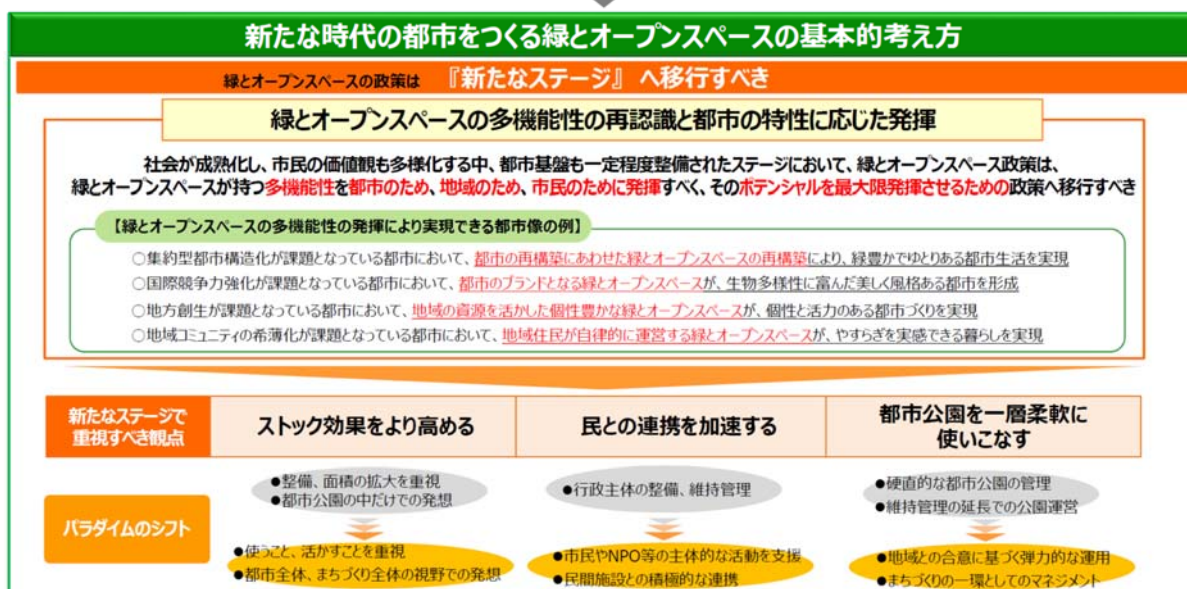 新たな時代の都市をつくる緑とオープンスペースの基本的考え方
緑とオープンスペースの政策は 『新たなステージ』 へ移行すべき
緑とオープンスペースの多機能性の再認識と都市の特性に応じた発揮
社会が成熟化し、市民の価値観も多様化する中、都市基盤も一定程度整備されたステージにおいて、緑とオープンスペース政策は、
緑とオープンスペースが持つ多機能性を都市のため、地域のため、市民のために発揮すべく、そのポテンシャルを最大限発揮させるための政策へ移行すべき
【緑とオープンスペースの多機能性の発揮により実現できる都市像の例】
○集約型都市構造化が課題となっている都市において、都市の再構築にあわせた緑とオープンスペースの再構築により、緑豊かでゆとりある都市生活を実現
○国際競争力強化が課題となっている都市において、都市のブランドとなる緑とオープンスペースが、生物多様性に富んだ美しく風格ある都市を形成
○地方創生が課題となっている都市において、地域の資源を活かした個性豊かな緑とオープンスペースが、個性と活力のある都市づくりを実現
○地域コミュニティの希薄化が課題となっている都市において、地域住民が自律的に運営する緑とオープンスペースが、やすらぎを実感できる暮らしを実現
新たなステージで
重視すべき観点
ストック効果をより高める
民との連携を加速する
都市公園を一層柔軟に
使いこなす
パラダイムのシフト
●整備、面積の拡大を重視
●都市公園の中だけでの発想
●使うこと、活かすことを重視
●都市全体、まちづくり全体の視野での発想
●行政主体の整備、維持管理
●市民やNPO等の主体的な活動を支援
●民間施設との積極的な連携
●硬直的な都市公園の管理
●維持管理の延長での公園運営
●地域との合意に基づく弾力的な運用
●まちづくりの一環としてのマネジメント